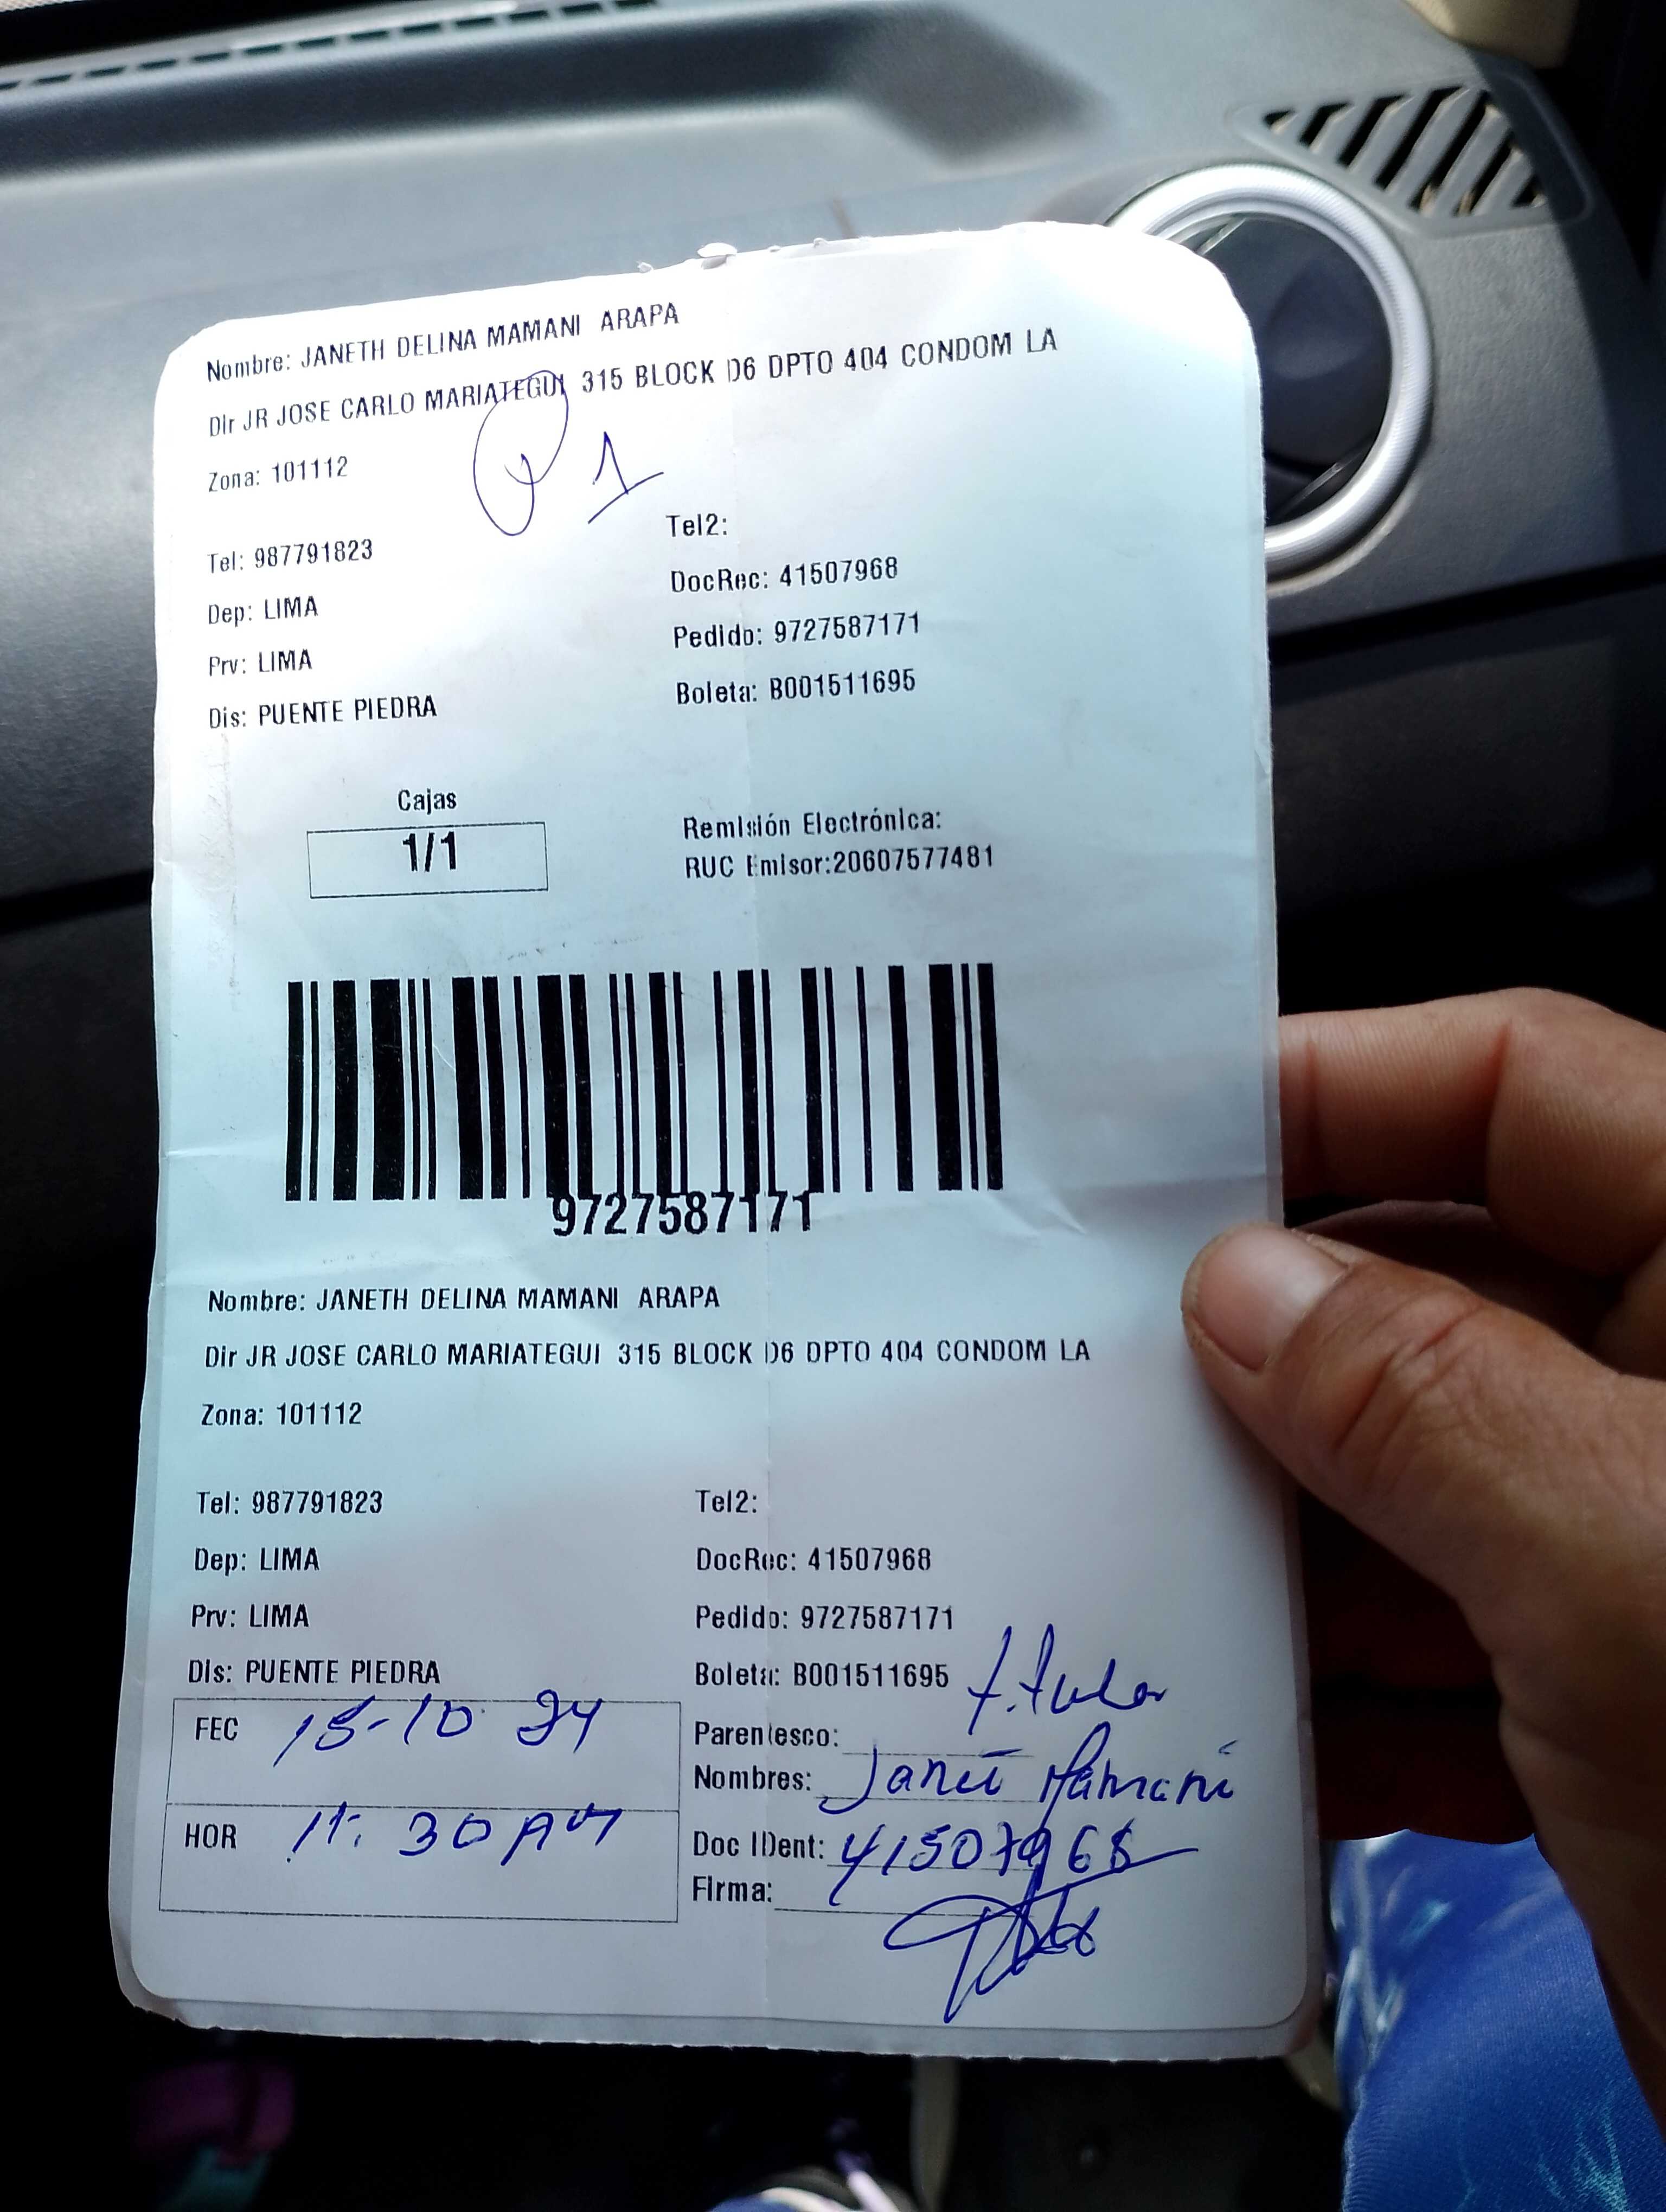 Nombre: JANETH DELINA MAMANI ARAPA
Dir JR JOSE CARLO MARIATEGUI 315 BLOCK D6 DPTO 404 CONDOM LA
Zona: 101112
1
Tel: 987791823
Tel2:
Dep: LIMA
DocRec: 41507968
Prv: LIMA
Pedido: 9727587171
Dis: PUENTE PIEDRA
Boleta: B001511695
Cajas
1/1
Remisión Electrónica:
RUC Emisor:20607577481
9727587171
Nombre: JANETH DELINA MAMANI ARAPA
Dir JR JOSE CARLO MARIATEGUI 315 BLOCK D6 DPTO 404 CONDOM LA
Zona: 101112
Tel: 987791823
Tel2:
Dep: LIMA
DocRec: 41507968
Prv: LIMA
Pedido: 9727587171
Dis: PUENTE PIEDRA
Boleta: B001511695
FEC 15-10 24
Parentesco: titular
Nombres: Janet Mamani
HOR 11:30 AM
Doc IDent: 41507968
Firma: